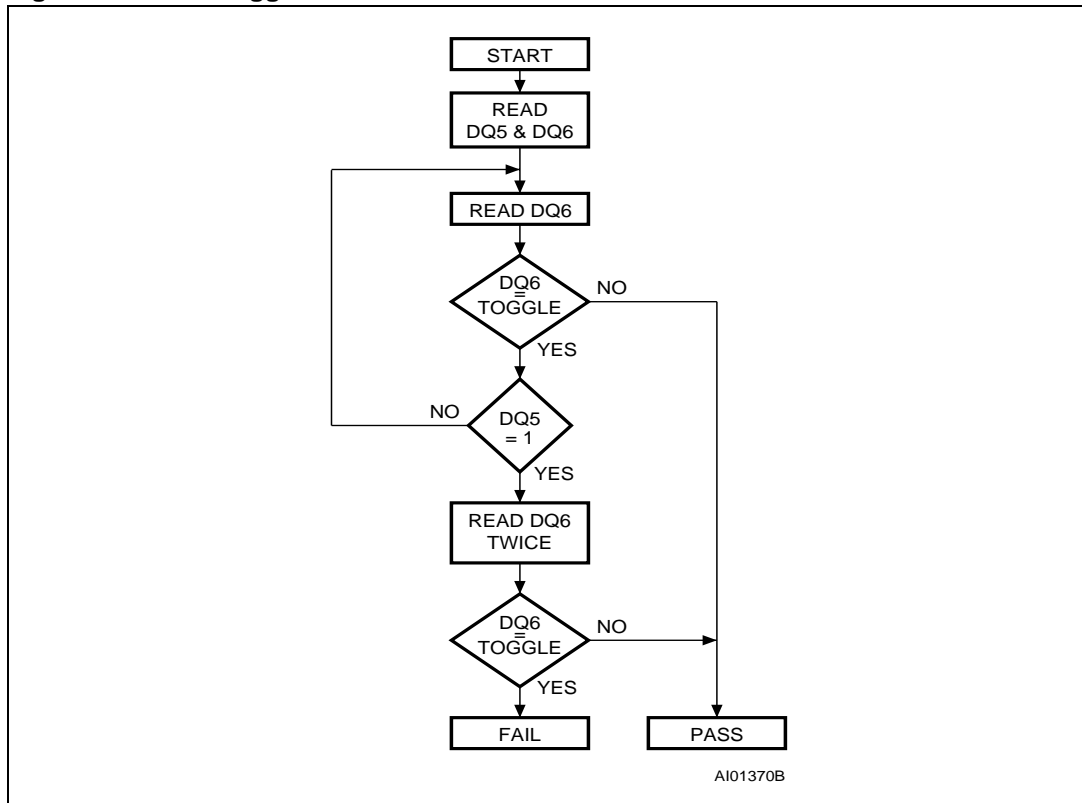 START
READ
DQ5 & DQ6
READ DQ6
DQ6
=
TOGGLE
NO
YES
NO
DQ5
= 1
YES
READ DQ6
TWICE
DQ6
=
TOGGLE
NO
YES
FAIL
PASS
AI01370B